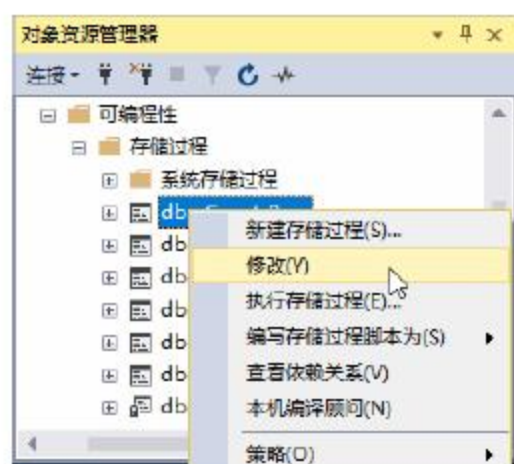 对象资源管理器
连接
可编程性
存储过程
系统存储过程
db
新建存储过程(S)...
db
修改(Y)
db
执行存储过程(E)...
db
编写存储过程脚本为(S)
db
查看依赖关系(V)
db
本机编译顾问(N)
db
策略(O)